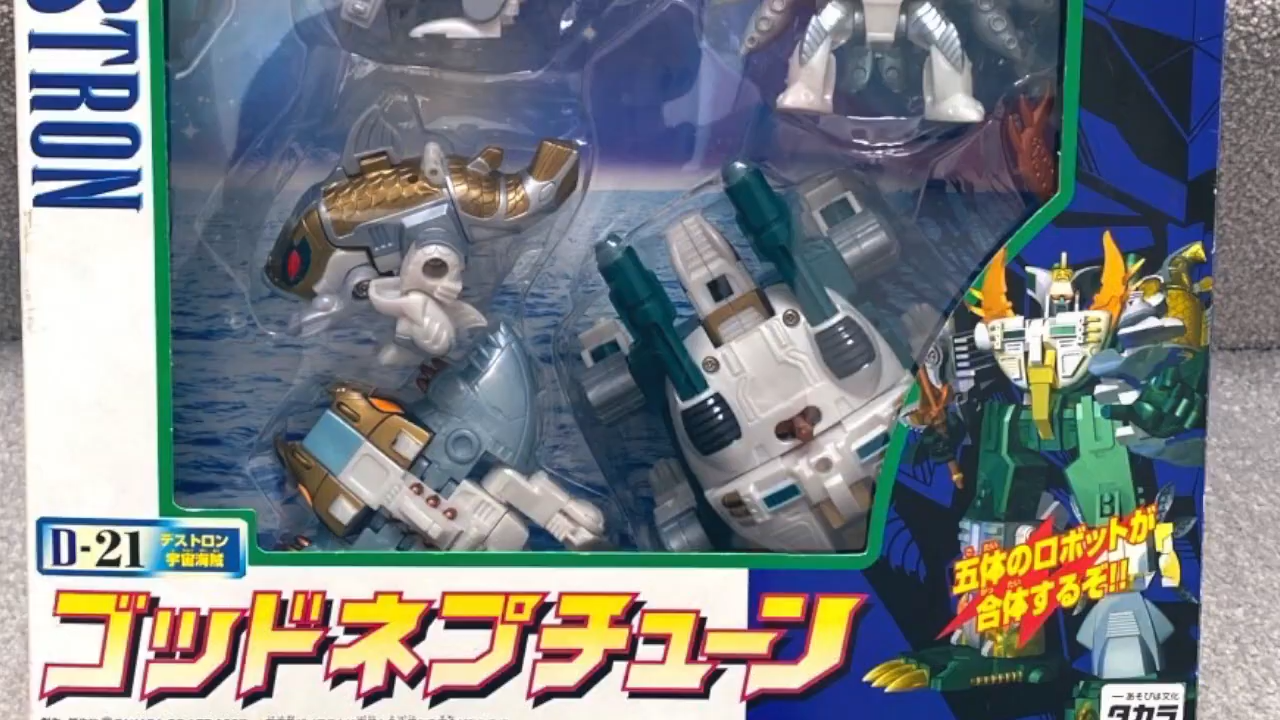 STRON
D-21
テストロン
宇宙海賊
ゴッドネプチューン
五体のロボットが
合体するぞ!!
ーあそびは文化
タカラ